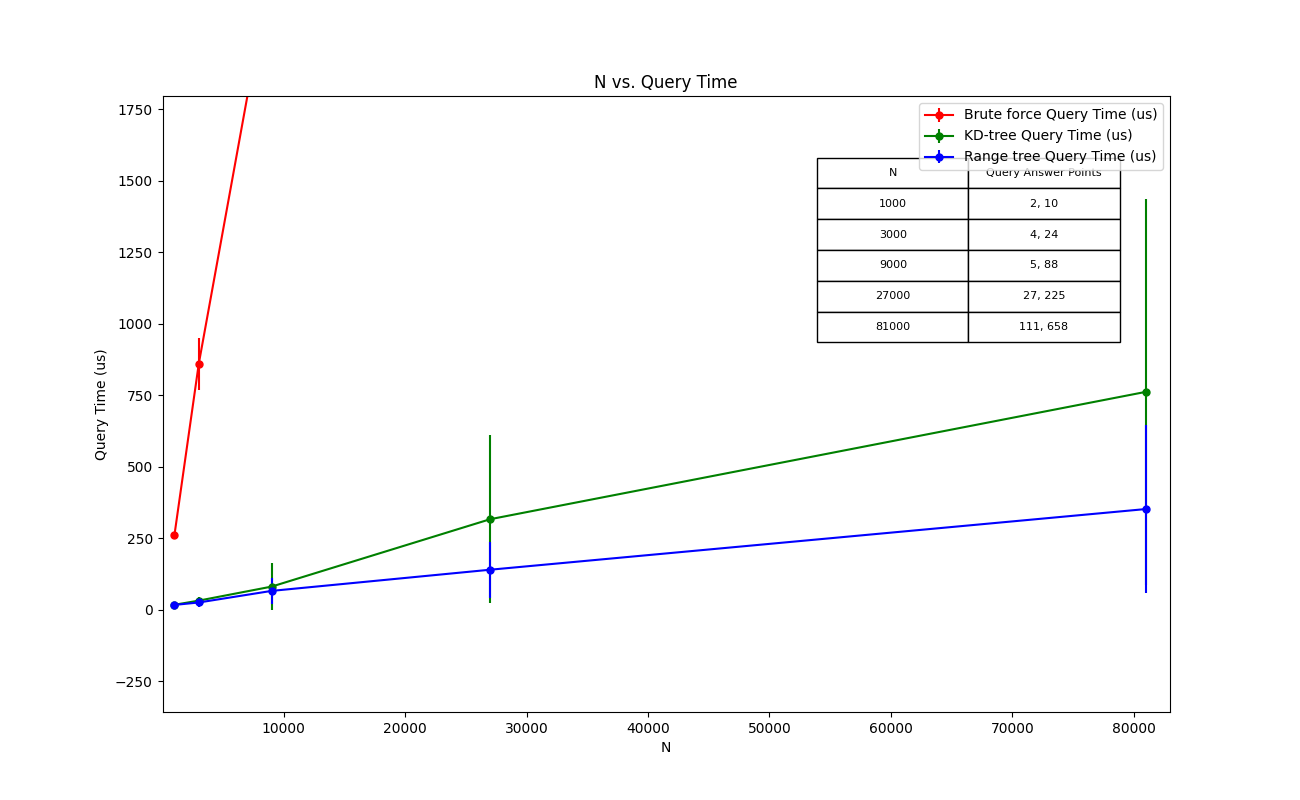 N vs. Query Time
Brute force Query Time (us)
KD-tree Query Time (us)
Range tree Query Time (us)
N Query Answer Points
1000 2, 10
3000 4, 24
9000 5, 88
27000 27, 225
81000 111, 658
Query Time (us)
1750
1500
1250
1000
750
500
250
0
−250
10000 20000 30000 40000 50000 60000 70000 80000
N